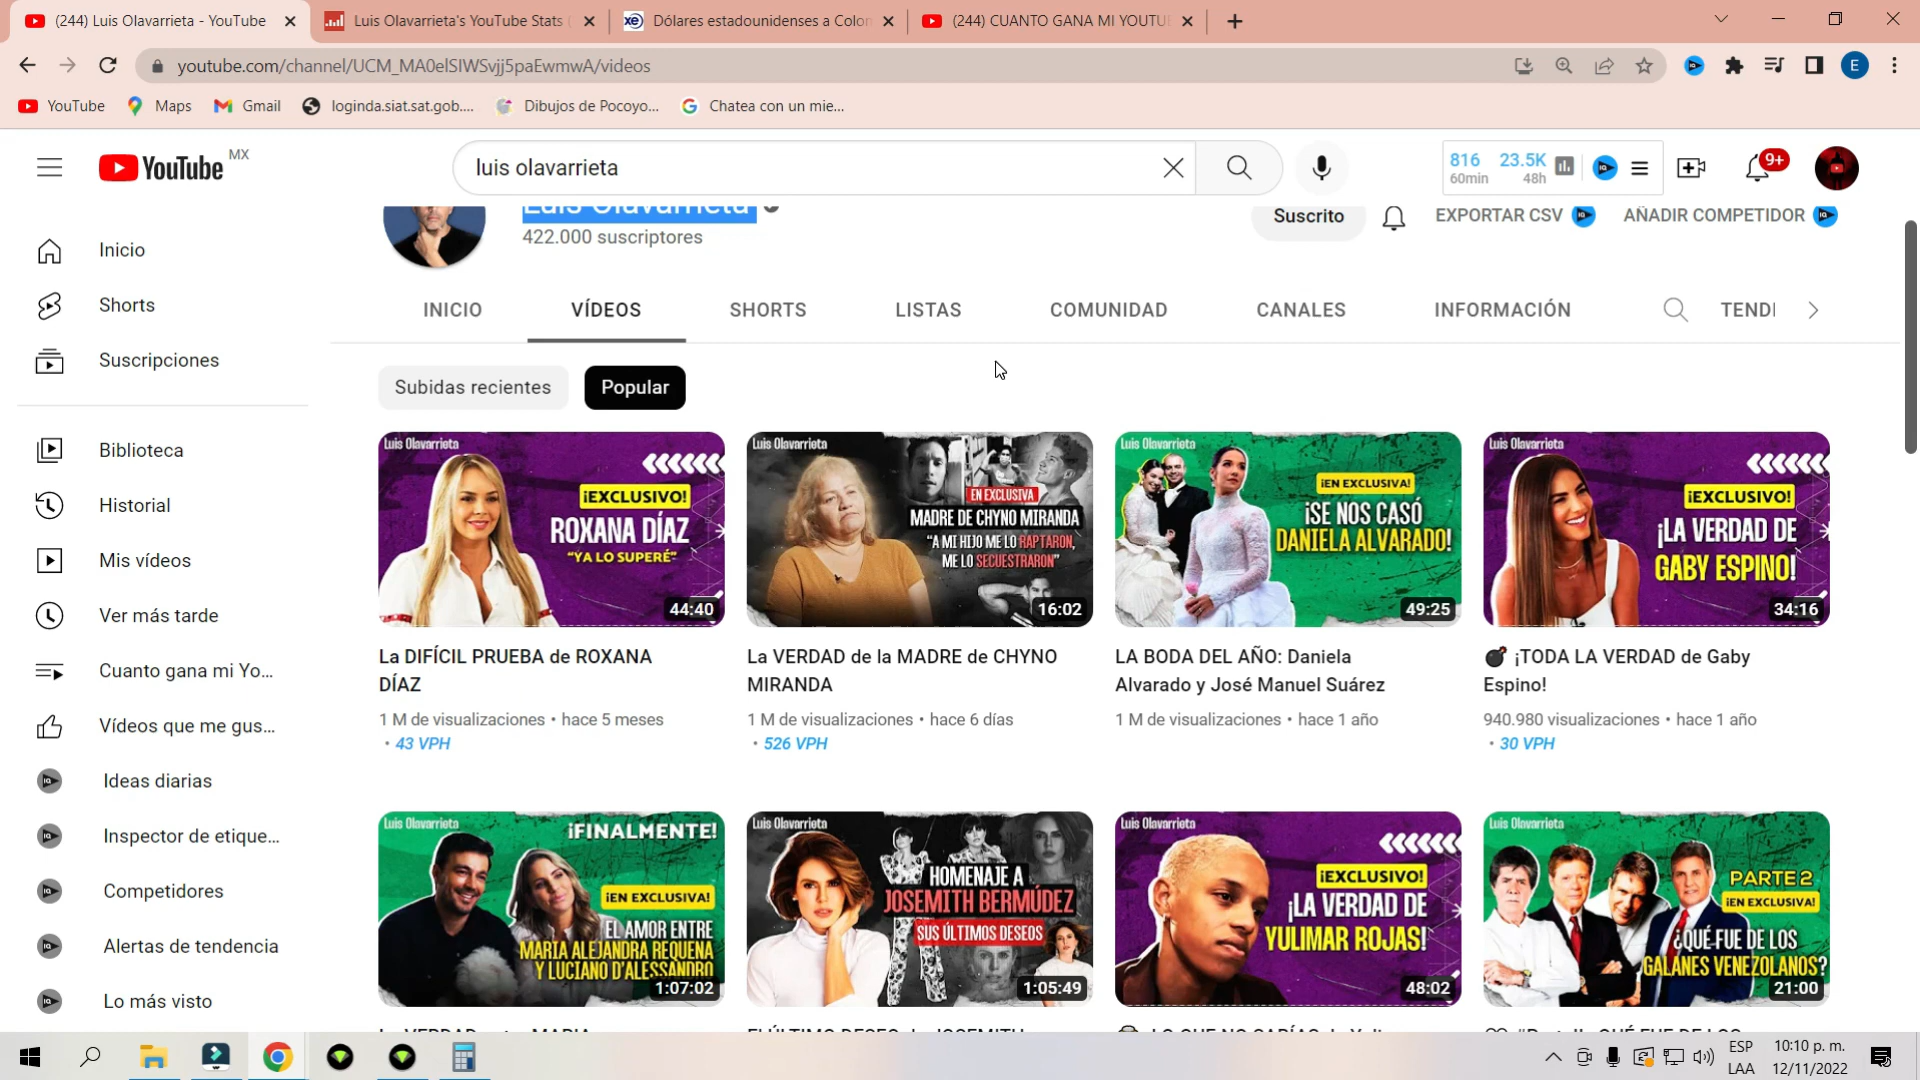 (244) Luis Olavarrieta - YouTube
Luis Olavarrieta's YouTube Stats
xe Dólares estadounidenses a Colon
(244) CUANTO GANA MI YOUTU
youtube.com/channel/UCM_MA0elSIWSvjj5paEwmwA/videos
E
YouTube
Maps
Gmail
loginda.siat.sat.gob....
Dibujos de Pocoyo...
Chatea con un mie...
YouTube MX
luis olavarrieta
816 60min
23.5K 48h
9+
Inicio
Shorts
Suscripciones
Biblioteca
Historial
Mis vídeos
Ver más tarde
Cuanto gana mi Yo...
Vídeos que me gus...
Ideas diarias
Inspector de etique...
Competidores
Alertas de tendencia
Lo más visto
Luis Olavarrieta
422.000 suscriptores
Suscrito
EXPORTAR CSV
AÑADIR COMPETIDOR
INICIO
VÍDEOS
SHORTS
LISTAS
COMUNIDAD
CANALES
INFORMACIÓN
TENDI
Subidas recientes
Popular
Luis Olavarrieta
¡EXCLUSIVO!
ROXANA DÍAZ
"YA LO SUPERÉ"
44:40
La DIFÍCIL PRUEBA de ROXANA
DÍAZ
1 M de visualizaciones • hace 5 meses
• 43 VPH
Luis Olavarrieta
EN EXCLUSIVA
MADRE DE CHYNO MIRANDA
"A MI HIJO ME LO RAPTARON,
ME LO SECUESTRARON"
16:02
La VERDAD de la MADRE de CHYNO
MIRANDA
1 M de visualizaciones • hace 6 días
• 526 VPH
Luis Olavarrieta
¡EN EXCLUSIVA!
¡SE NOS CASÓ
DANIELA ALVARADO!
49:25
LA BODA DEL AÑO: Daniela
Alvarado y José Manuel Suárez
1 M de visualizaciones • hace 1 año
Luis Olavarrieta
¡EXCLUSIVO!
¡LA VERDAD DE
GABY ESPINO!
34:16
💣 ¡TODA LA VERDAD de Gaby
Espino!
940.980 visualizaciones • hace 1 año
• 30 VPH
Luis Olavarrieta
¡FINALMENTE!
¡EN EXCLUSIVA!
EL AMOR ENTRE
MARIA ALEJANDRA REQUENA
Y LUCIANO D'ALESSANDRO
1:07:02
Luis Olavarrieta
HOMENAJE A
JOSEMITH BERMÚDEZ
SUS ÚLTIMOS DESEOS
1:05:49
Luis Olavarrieta
¡EXCLUSIVO!
¡LA VERDAD DE
YULIMAR ROJAS!
48:02
Luis Olavarrieta
PARTE 2
¡EN EXCLUSIVA!
¿QUÉ FUE DE LOS
GALANES VENEZOLANOS?
21:00
ESP
LAA
10:10 p. m.
12/11/2022